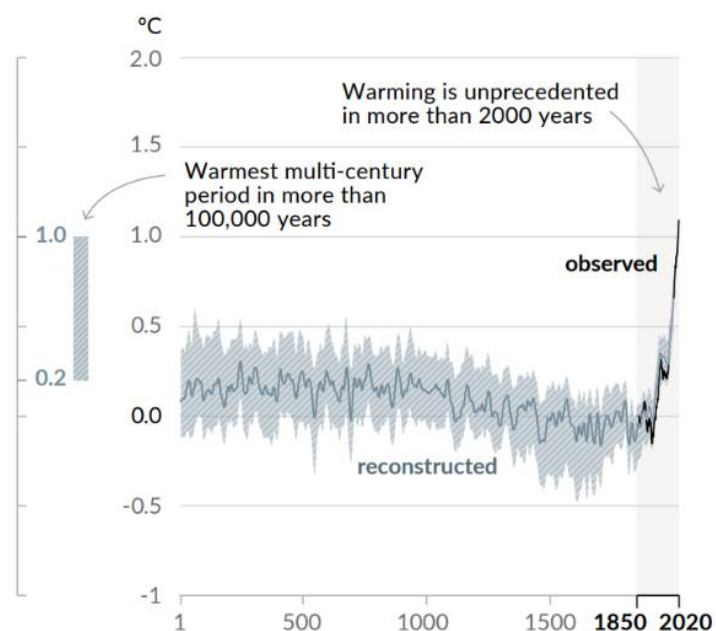 °C
2.0
Warming is unprecedented
in more than 2000 years
1.5
Warmest multi-century
period in more than
100,000 years
1.0
1.0
observed
0.5
0.2
0.0
reconstructed
-0.5
-1
1 500 1000 1500 1850 2020